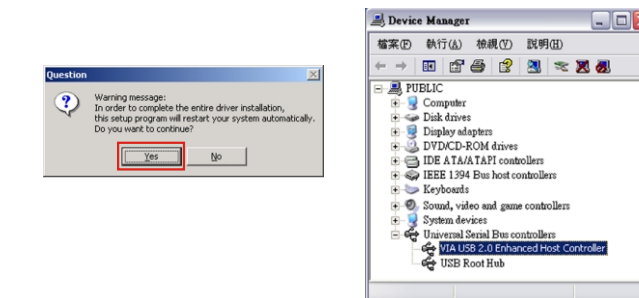 Question
Warning message:
In order to complete the entire driver installation,
this setup program will restart your system automatically.
Do you want to continue?
Yes
No
Device Manager
檔案(F) 執行(A) 檢視(V) 說明(H)
PUBLIC
Computer
Disk drives
Display adapters
DVD/CD-ROM drives
IDE ATA/ATAPI controllers
IEEE 1394 Bus host controllers
Keyboards
Sound, video and game controllers
System devices
Universal Serial Bus controllers
VIA USB 2.0 Enhanced Host Controller
USB Root Hub